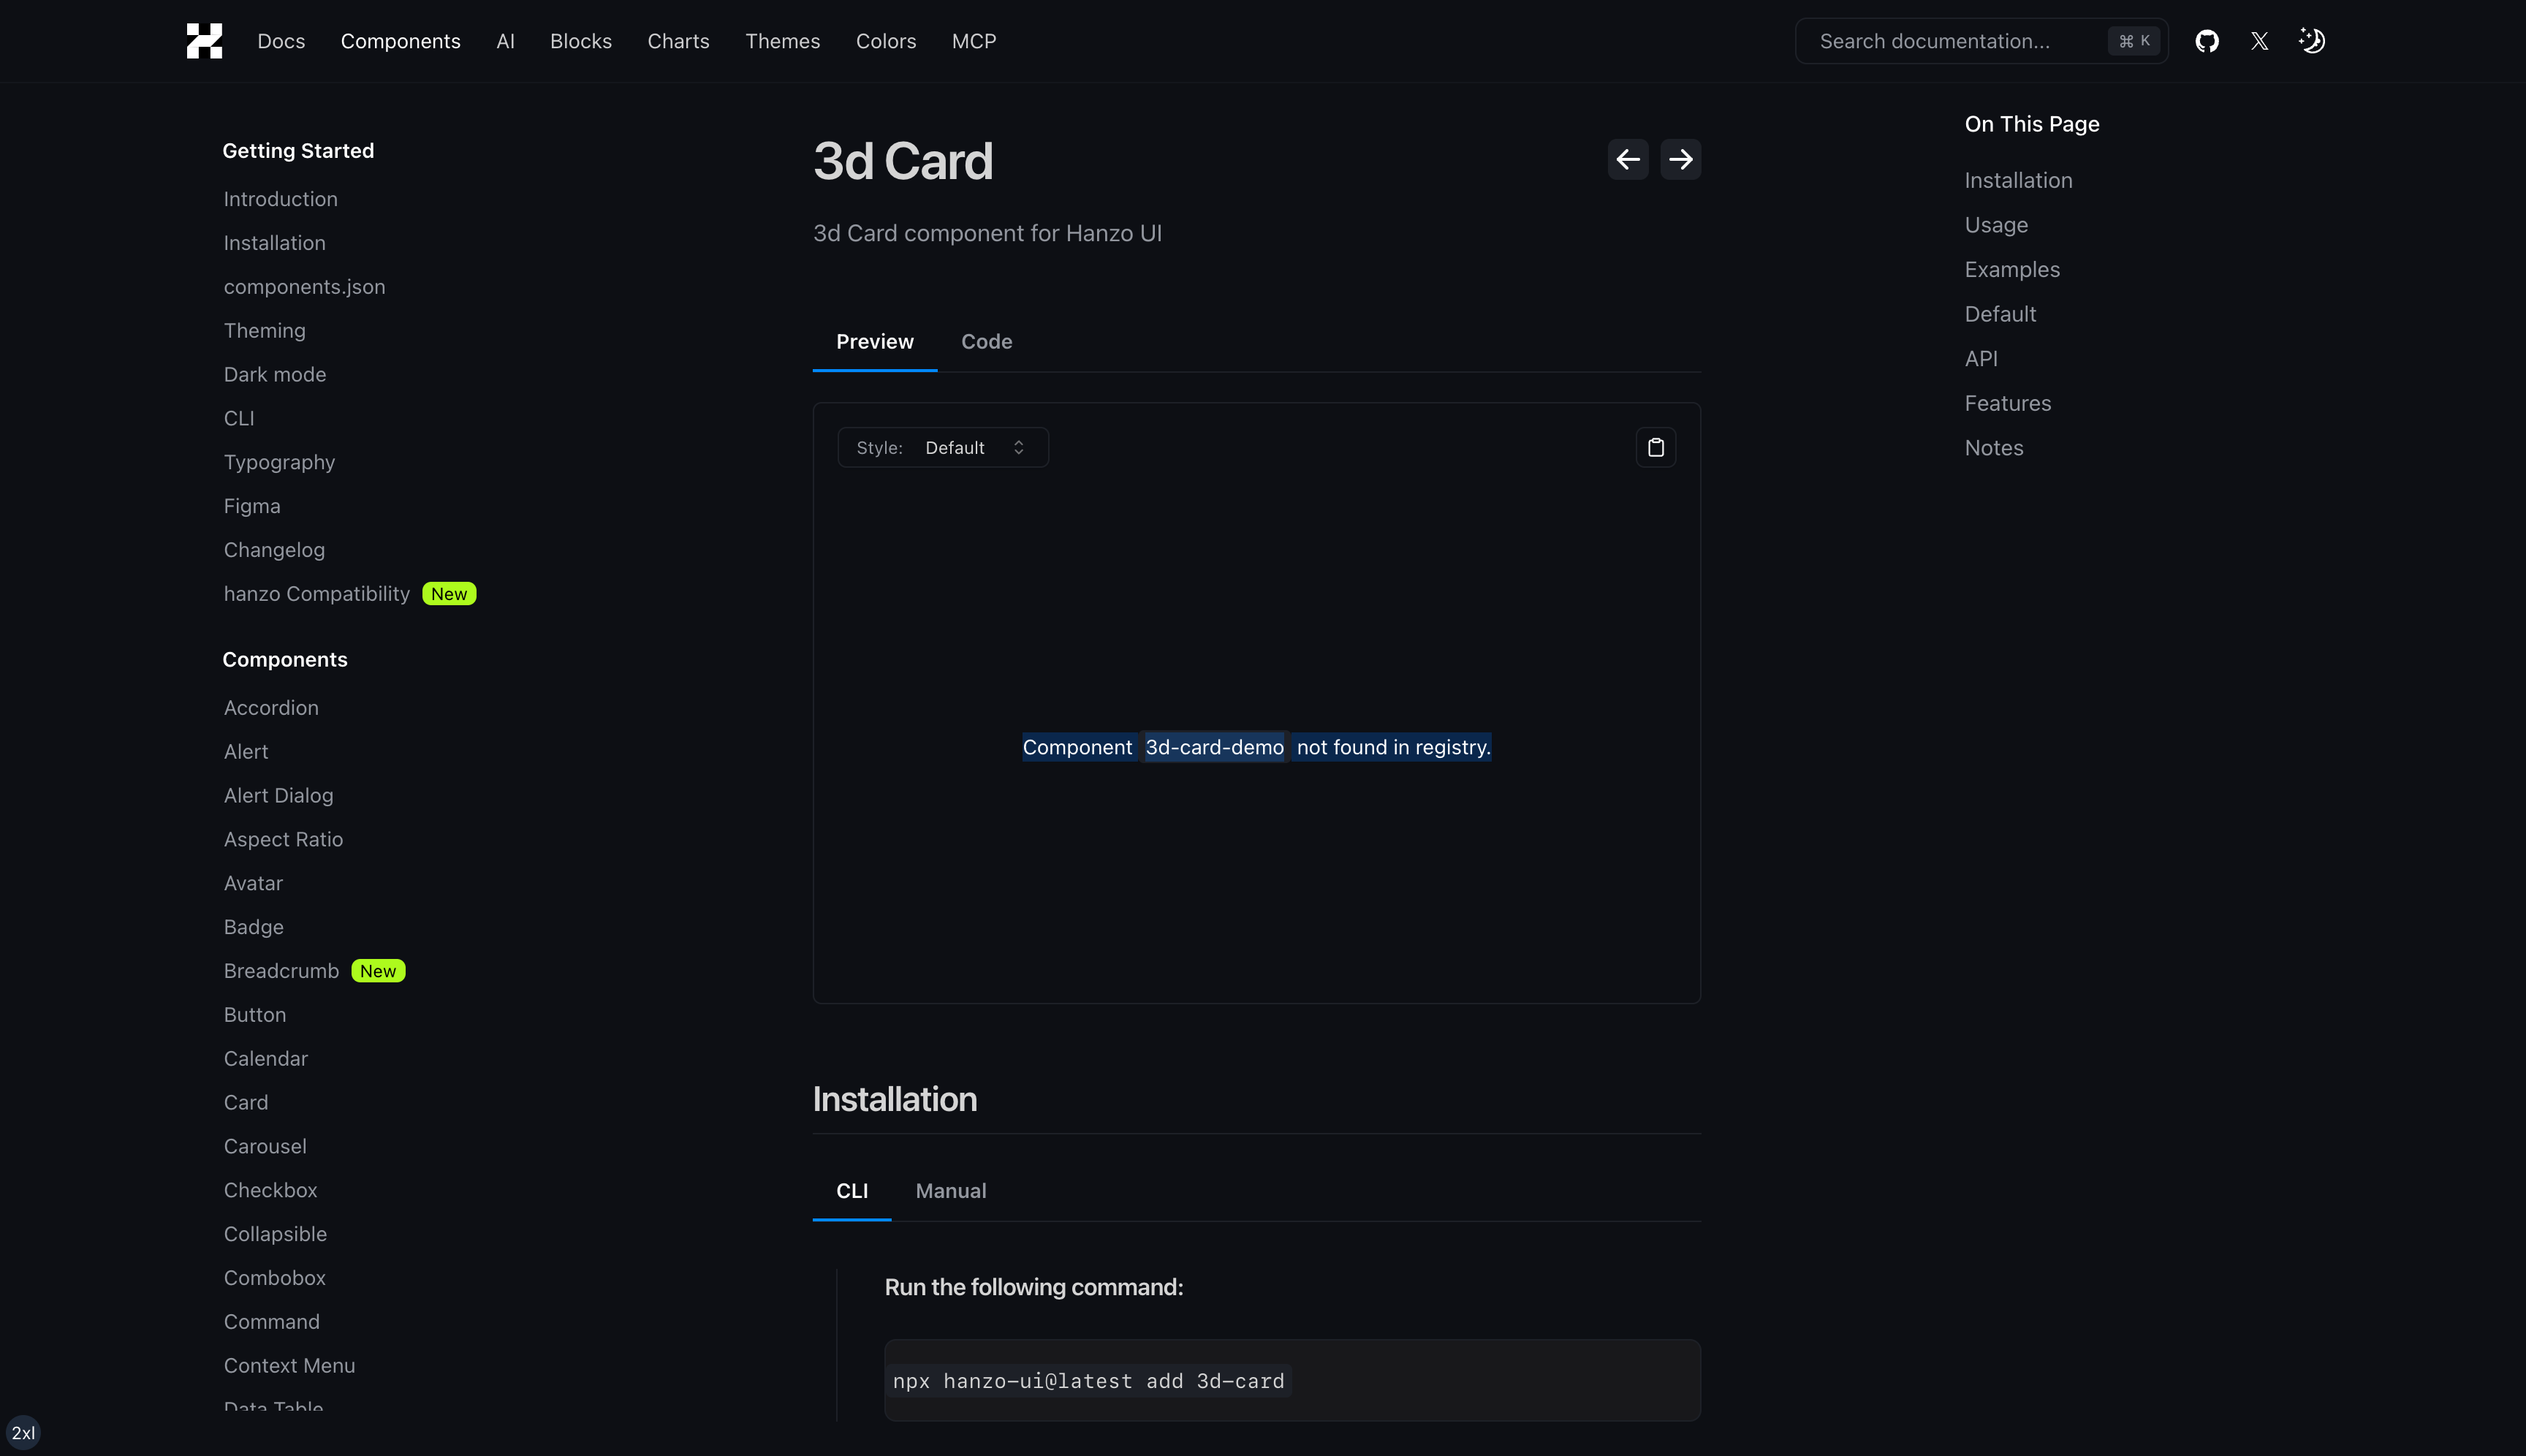 Docs Components AI Blocks Charts Themes Colors MCP
Search documentation... ⌘ K
Getting Started
Introduction
Installation
components.json
Theming
Dark mode
CLI
Typography
Figma
Changelog
hanzo Compatibility New
Components
Accordion
Alert
Alert Dialog
Aspect Ratio
Avatar
Badge
Breadcrumb New
Button
Calendar
Card
Carousel
Checkbox
Collapsible
Combobox
Command
Context Menu
Data Table
2xl
3d Card
3d Card component for Hanzo UI
Preview Code
Style: Default
Component 3d-card-demo not found in registry.
Installation
CLI Manual
Run the following command:
npx hanzo-ui@latest add 3d-card
On This Page
Installation
Usage
Examples
Default
API
Features
Notes